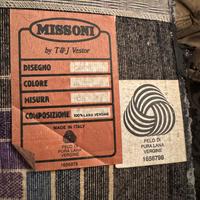 MISSONI
by T&J Vestor
DISEGNO
COLORE
MISURA
COMPOSIZIONE 100% LANA VERGINE
MADE IN ITALY
PELO DI
PURA LANA
VERGINE
1656798
PELO DI
PURA LANA
VERGINE
1656798